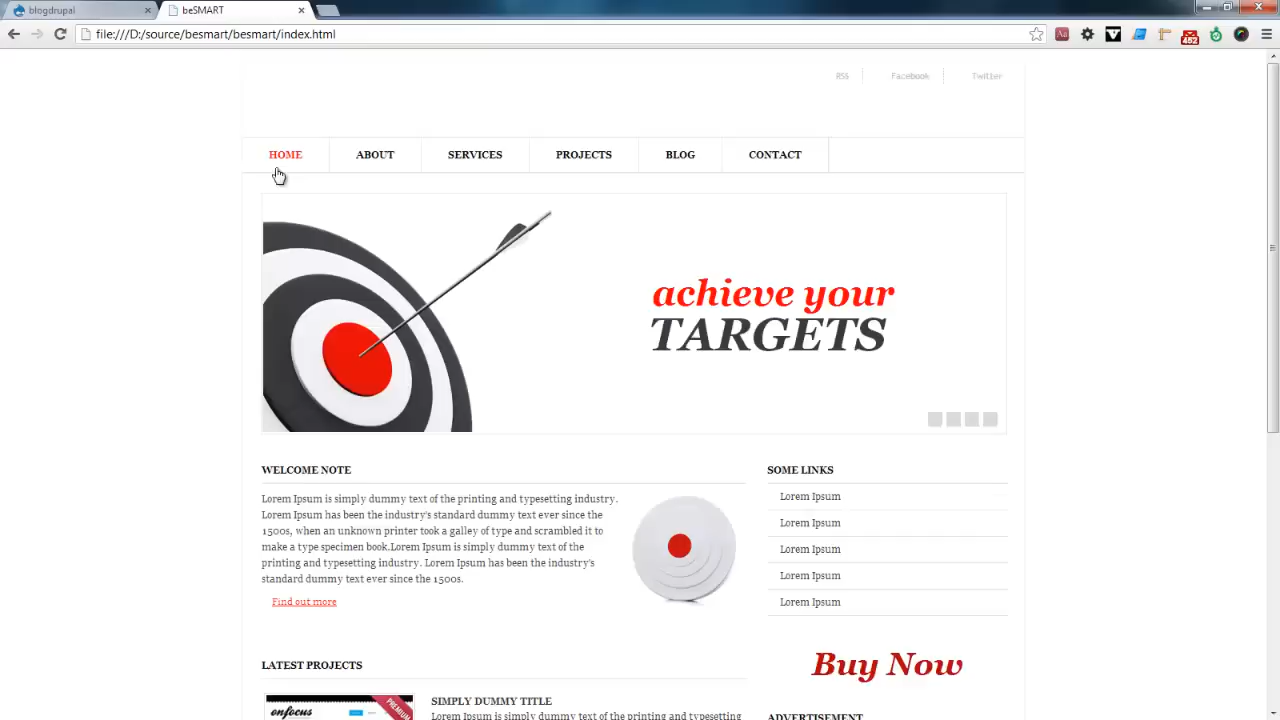 blogdrupal
beSMART
file:///D:/source/besmart/besmart/index.html
452
RSS Facebook Twitter
HOME ABOUT SERVICES PROJECTS BLOG CONTACT
achieve your
TARGETS
WELCOME NOTE
Lorem Ipsum is simply dummy text of the printing and typesetting industry.
Lorem Ipsum has been the industry's standard dummy text ever since the
1500s, when an unknown printer took a galley of type and scrambled it to
make a type specimen book.Lorem Ipsum is simply dummy text of the
printing and typesetting industry. Lorem Ipsum has been the industry's
standard dummy text ever since the 1500s.
Find out more
SOME LINKS
Lorem Ipsum
Lorem Ipsum
Lorem Ipsum
Lorem Ipsum
Lorem Ipsum
Buy Now
LATEST PROJECTS
onfocus
PREMIUM
SIMPLY DUMMY TITLE
Lorem Ipsum is simply dummy text of the printing and typesetting
ADVERTISEMENT